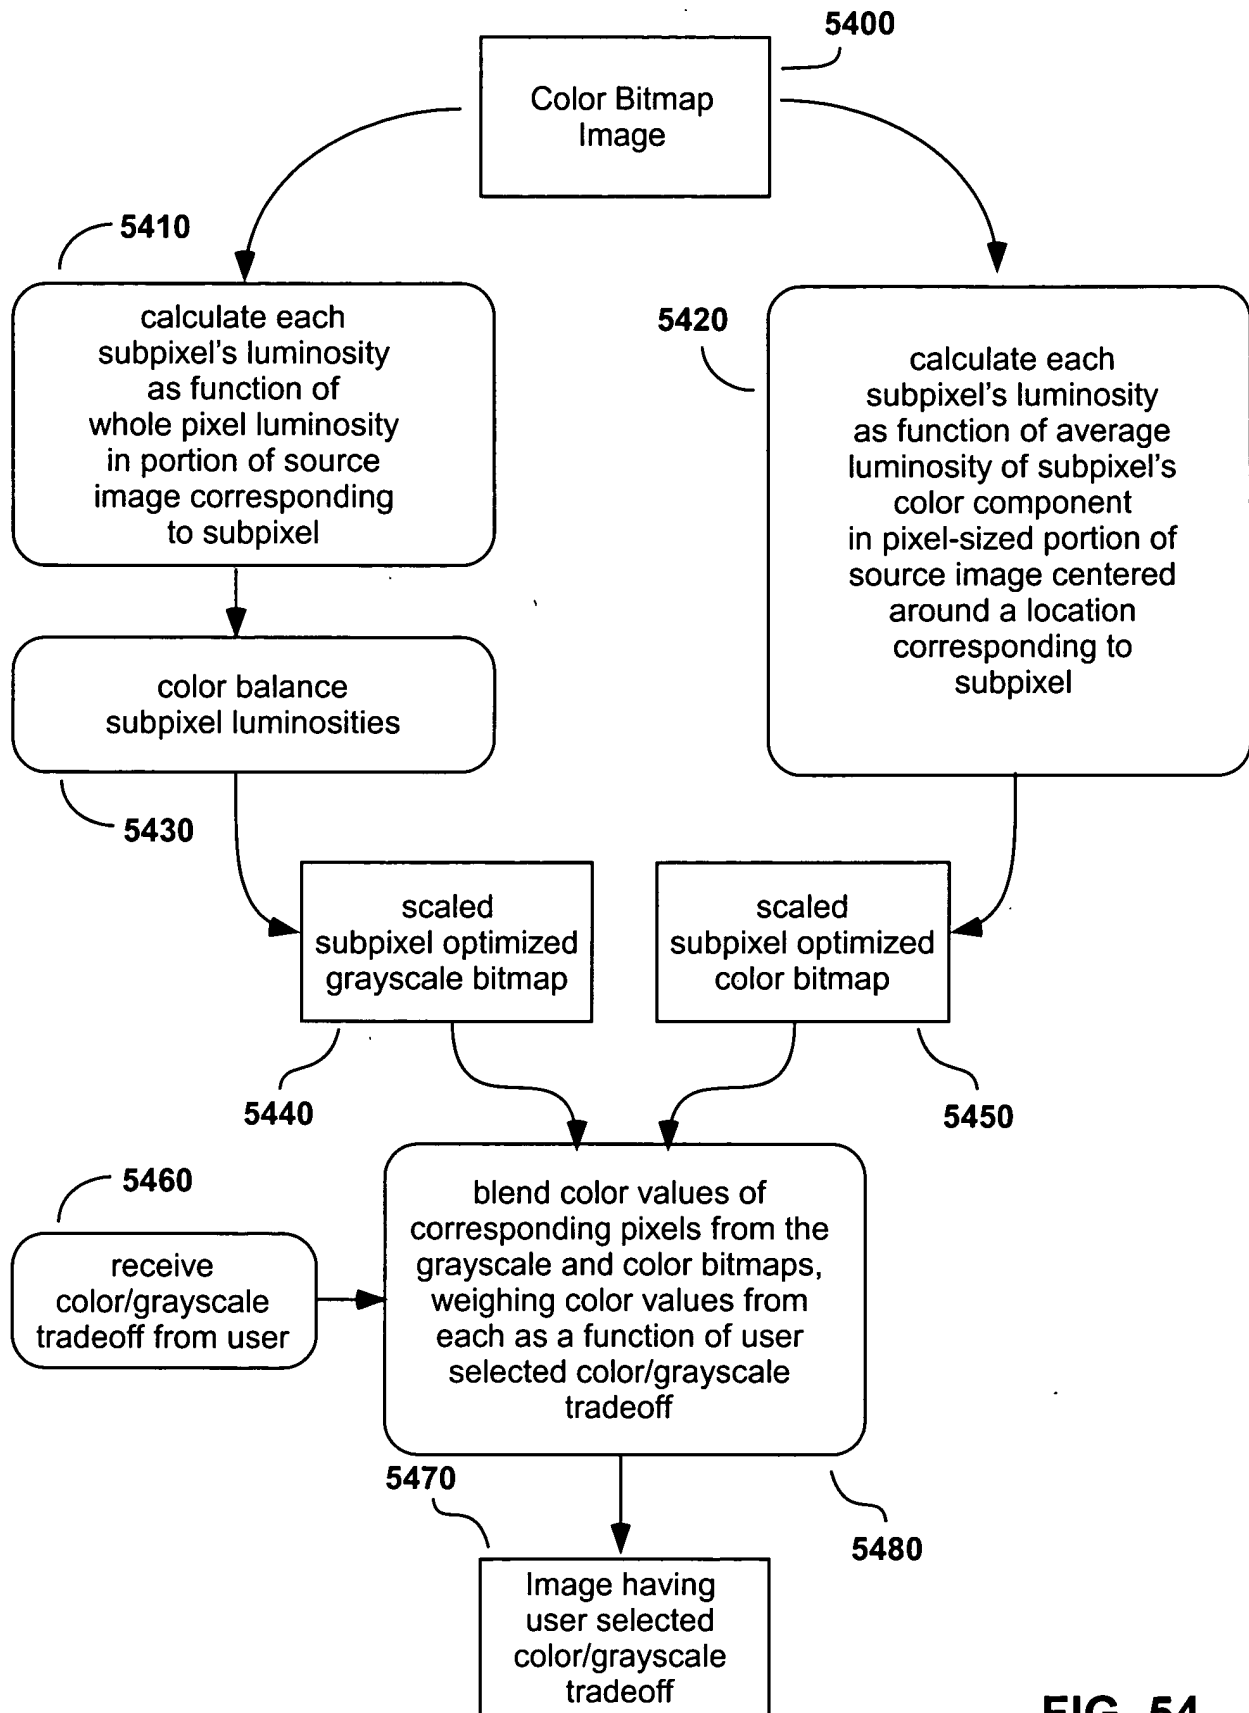 5400
Color Bitmap
Image
5410
calculate each
subpixel's luminosity
as function of
whole pixel luminosity
in portion of source
image corresponding
to subpixel
5420
calculate each
subpixel's luminosity
as function of average
luminosity of subpixel's
color component
in pixel-sized portion of
source image centered
around a location
corresponding to
subpixel
color balance
subpixel luminosities
5430
scaled
subpixel optimized
grayscale bitmap
scaled
subpixel optimized
color bitmap
5440
5450
5460
receive
color/grayscale
tradeoff from user
blend color values of
corresponding pixels from the
grayscale and color bitmaps,
weighing color values from
each as a function of user
selected color/grayscale
tradeoff
5470
5480
Image having
user selected
color/grayscale
tradeoff
FIG. 54